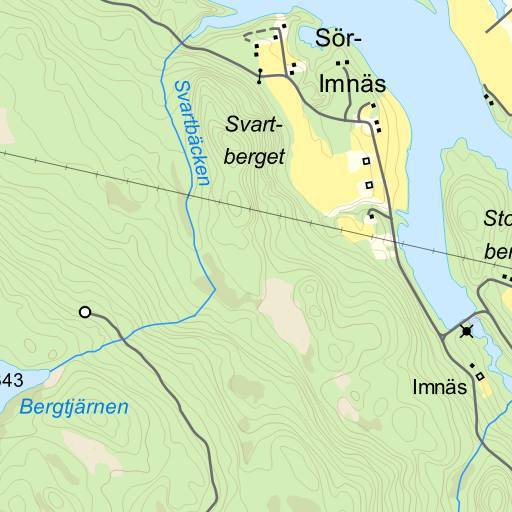 Sör-
Imnäs
Svartbäcken
Svart-
berget
Sto
ber
Imnäs
343
Bergtjärnen